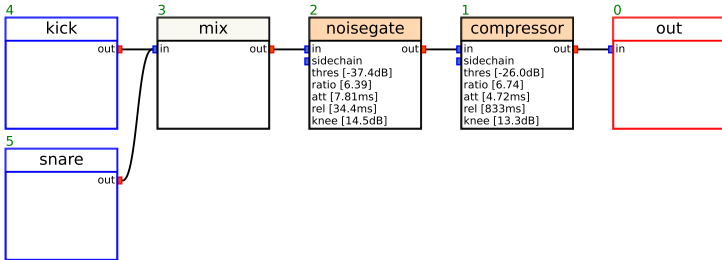 4
kick
out
3
mix
in out
2
noisegate
in out
sidechain
thres [-37.4dB]
ratio [6.39]
att [7.81ms]
rel [34.4ms]
knee [14.5dB]
1
compressor
in out
sidechain
thres [-26.0dB]
ratio [6.74]
att [4.72ms]
rel [833ms]
knee [13.3dB]
0
out
in
5
snare
out